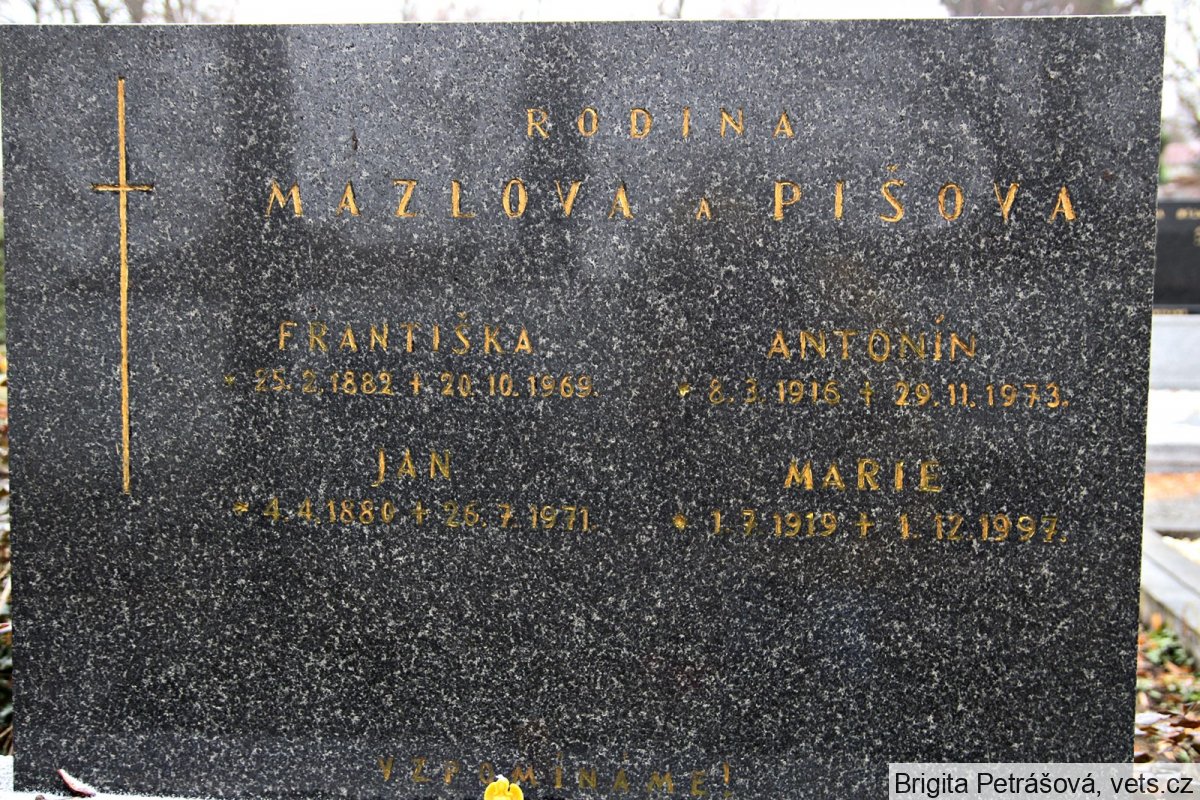 RODINA
MAZLOVA A PIŠOVA
FRANTIŠKA
* 25.2.1882 + 20.10.1969.
JAN
* 4.4.1880 + 26.7.1971.
ANTONÍN
* 8.3.1916 + 29.11.1973.
MARIE
* 1.7.1919 + 1.12.1997.
VZPOMÍNÁME!
Brigita Petrášová, vets.cz